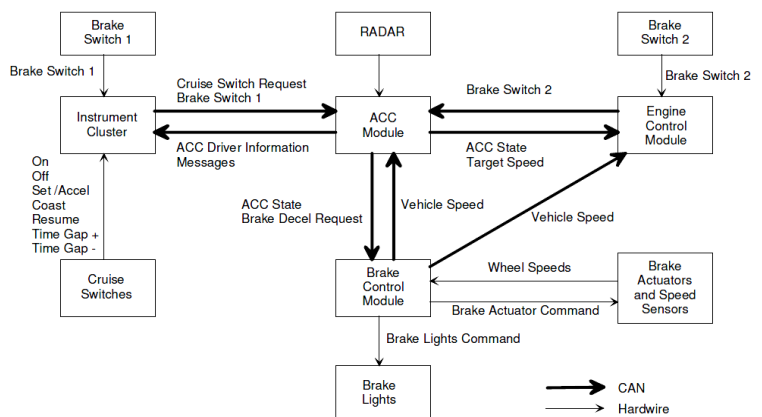 Brake
Switch 1
RADAR
Brake
Switch 2
Brake Switch 1
Cruise Switch Request
Brake Switch 1
Brake Switch 2
Brake Switch 2
Instrument
Cluster
ACC
Module
Engine
Control
Module
ACC Driver Information
Messages
ACC State
Target Speed
On
Off
Set /Accel
Coast
Resume
Time Gap +
Time Gap -
ACC State
Brake Decel Request
Vehicle Speed
Vehicle Speed
Cruise
Switches
Brake
Control
Module
Wheel Speeds
Brake Actuator Command
Brake
Actuators
and Speed
Sensors
Brake Lights Command
Brake
Lights
CAN
Hardwire